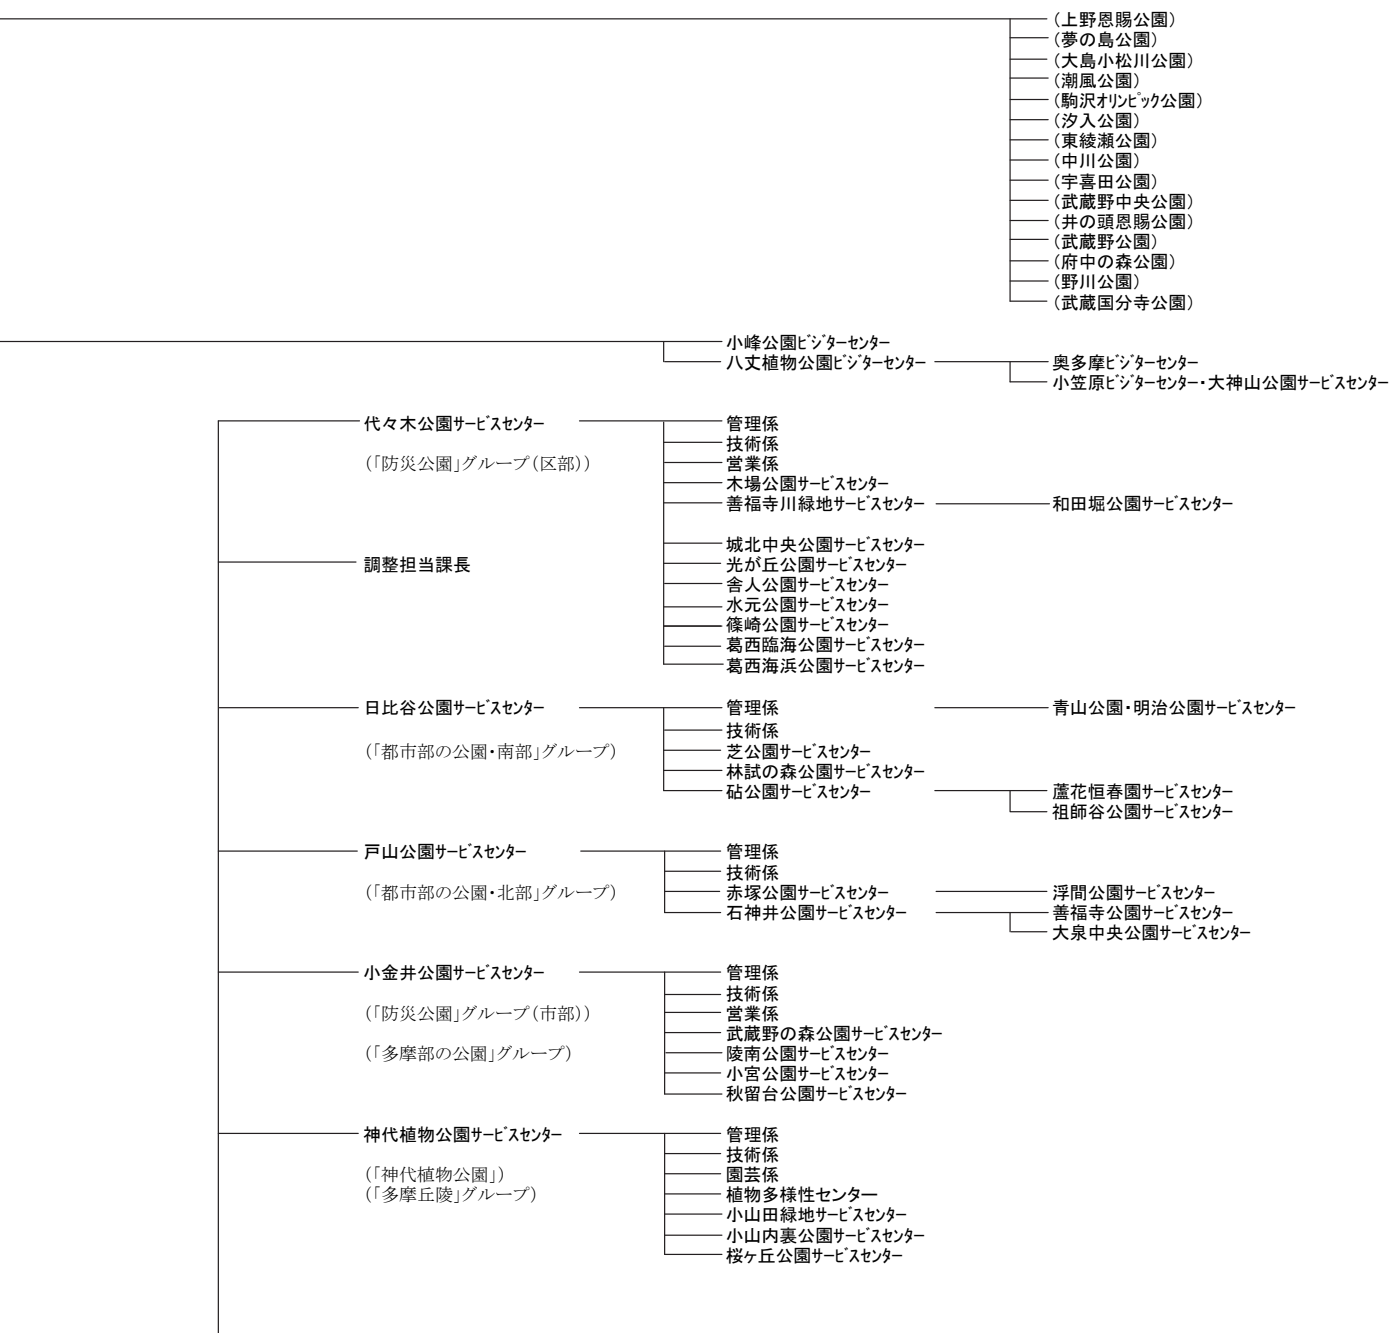 (上野恩賜公園)
(夢の島公園)
(大島小松川公園)
(潮風公園)
(駒沢ｵﾘﾝﾋﾟｯｸ公園)
(汐入公園)
(東綾瀬公園)
(中川公園)
(宇喜田公園)
(武蔵野中央公園)
(井の頭恩賜公園)
(武蔵野公園)
(府中の森公園)
(野川公園)
(武蔵国分寺公園)
小峰公園ﾋﾞｼﾞﾀｰｾﾝﾀｰ
八丈植物公園ﾋﾞｼﾞﾀｰｾﾝﾀｰ 奥多摩ﾋﾞｼﾞﾀｰｾﾝﾀｰ
小笠原ﾋﾞｼﾞﾀｰｾﾝﾀｰ・大神山公園ｻｰﾋﾞｽｾﾝﾀｰ
代々木公園ｻｰﾋﾞｽｾﾝﾀｰ 管理係
技術係
(「防災公園」グループ(区部)) 営業係
木場公園ｻｰﾋﾞｽｾﾝﾀｰ
善福寺川緑地ｻｰﾋﾞｽｾﾝﾀｰ 和田堀公園ｻｰﾋﾞｽｾﾝﾀｰ
城北中央公園ｻｰﾋﾞｽｾﾝﾀｰ
調整担当課長 光が丘公園ｻｰﾋﾞｽｾﾝﾀｰ
舎人公園ｻｰﾋﾞｽｾﾝﾀｰ
水元公園ｻｰﾋﾞｽｾﾝﾀｰ
篠崎公園ｻｰﾋﾞｽｾﾝﾀｰ
葛西臨海公園ｻｰﾋﾞｽｾﾝﾀｰ
葛西海浜公園ｻｰﾋﾞｽｾﾝﾀｰ
日比谷公園ｻｰﾋﾞｽｾﾝﾀｰ 管理係 青山公園・明治公園ｻｰﾋﾞｽｾﾝﾀｰ
技術係
(「都市部の公園・南部」グループ) 芝公園ｻｰﾋﾞｽｾﾝﾀｰ
林試の森公園ｻｰﾋﾞｽｾﾝﾀｰ
砧公園ｻｰﾋﾞｽｾﾝﾀｰ 蘆花恒春園ｻｰﾋﾞｽｾﾝﾀｰ
祖師谷公園ｻｰﾋﾞｽｾﾝﾀｰ
戸山公園ｻｰﾋﾞｽｾﾝﾀｰ 管理係
技術係
(「都市部の公園・北部」グループ) 赤塚公園ｻｰﾋﾞｽｾﾝﾀｰ 浮間公園ｻｰﾋﾞｽｾﾝﾀｰ
石神井公園ｻｰﾋﾞｽｾﾝﾀｰ 善福寺公園ｻｰﾋﾞｽｾﾝﾀｰ
大泉中央公園ｻｰﾋﾞｽｾﾝﾀｰ
小金井公園ｻｰﾋﾞｽｾﾝﾀｰ 管理係
技術係
(「防災公園」グループ(市部)) 営業係
武蔵野の森公園ｻｰﾋﾞｽｾﾝﾀｰ
(「多摩部の公園」グループ) 陵南公園ｻｰﾋﾞｽｾﾝﾀｰ
小宮公園ｻｰﾋﾞｽｾﾝﾀｰ
秋留台公園ｻｰﾋﾞｽｾﾝﾀｰ
神代植物公園ｻｰﾋﾞｽｾﾝﾀｰ 管理係
技術係
(「神代植物公園」) 園芸係
(「多摩丘陵」グループ) 植物多様性センター
小山田緑地ｻｰﾋﾞｽｾﾝﾀｰ
小山内裏公園ｻｰﾋﾞｽｾﾝﾀｰ
桜ヶ丘公園ｻｰﾋﾞｽｾﾝﾀｰ